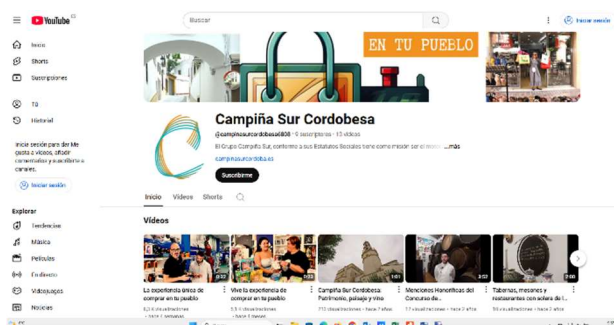 YouTube
ES
Buscar
Iniciar sesión
Inicio
Shorts
Suscripciones
Tú
Historial
Inicia sesión para dar Me
gusta a vídeos, añadir
comentarios y suscribirte a
canales.
Iniciar sesión
Explorar
Tendencias
Música
Películas
En directo
Videojuegos
Noticias
EN TU PUEBLO
Campiña Sur Cordobesa
9 suscriptores • 15 vídeos
El Grupo Campiña Sur, conforme a sus Estatutos Sociales tiene como misión ser el
...más
campinasurcordoba.es
Suscribirme
Inicio Vídeos Shorts
Vídeos
La experiencia única de
comprar en tu pueblo
Vive la experiencia de
comprar en tu pueblo
Campiña Sur Cordobesa:
Patrimonio, paisaje y vino
Menciones Honoríficas del
Concurso de...
Tabernas, mesones y
restaurantes con solera de l...